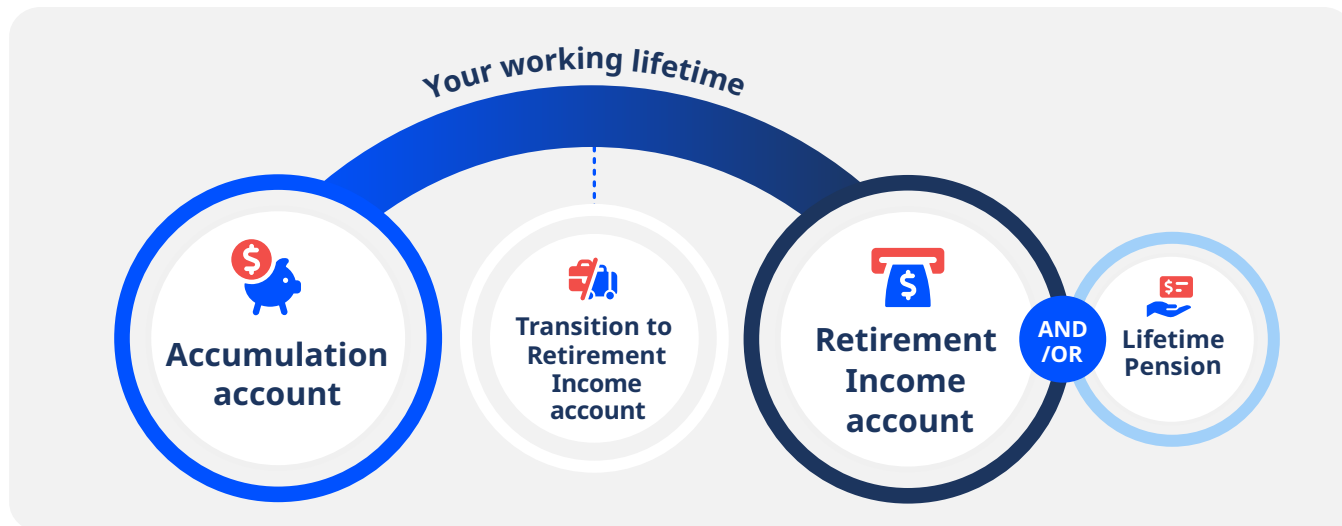 Your working lifetime
$
Accumulation
account
Transition to
Retirement
Income
account
$
Retirement
Income
account
AND
/OR
$
Lifetime
Pension